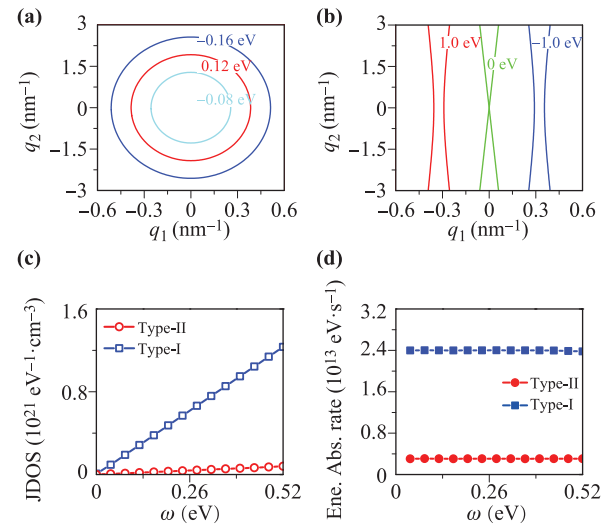 (a)
3
1.5
0
−1.5
−3
q2 (nm−1)
−0.16 eV
0.12 eV
−0.08 eV
−0.6 −0.3 0 0.3 0.6
q1 (nm−1)
(b)
3
1.5
0
−1.5
−3
q2 (nm−1)
1.0 eV
0 eV
−1.0 eV
−0.6 −0.3 0 0.3 0.6
q1 (nm−1)
(c)
1.6
0.8
0
JDOS (10^21 eV−1·cm−3)
Type-II
Type-I
0 0.26 0.52
ω (eV)
(d)
3.2
2.4
1.6
0.8
0
Ene. Abs. rate (10^13 eV·s−1)
Type-II
Type-I
0 0.26 0.52
ω (eV)